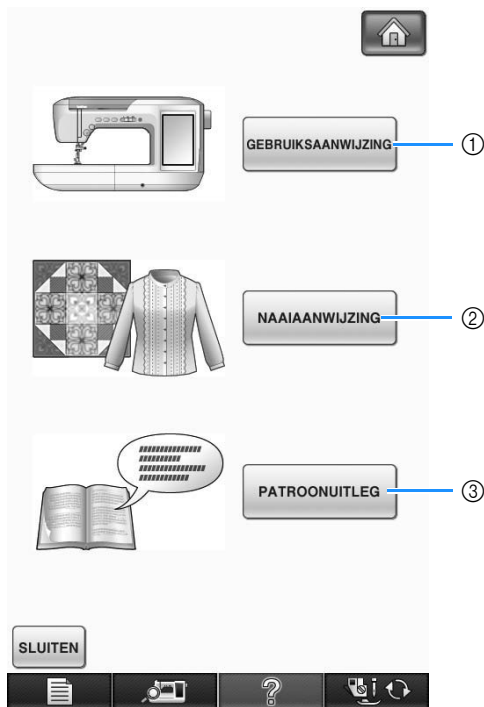 GEBRUIKSAANWIJZING ①
NAAIAANWIJZING ②
PATROONUITLEG ③
SLUITEN
?